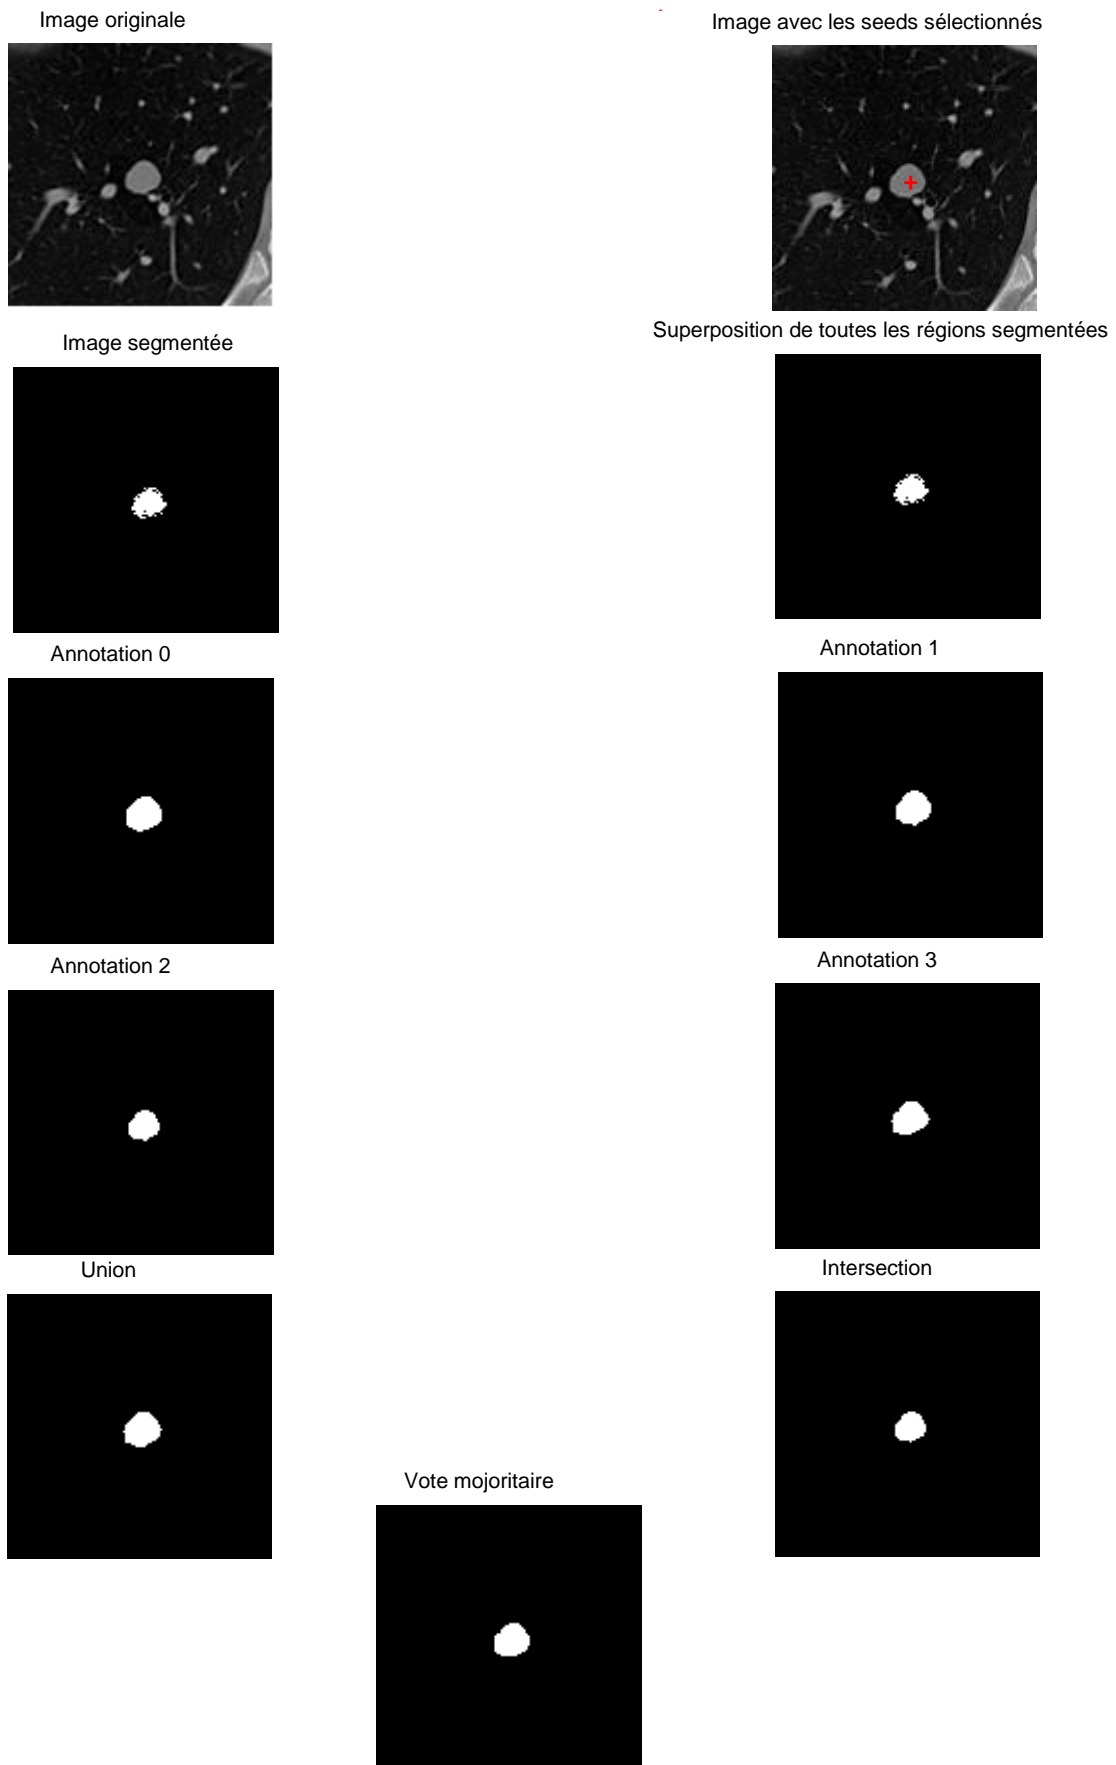 Image originale
Image avec les seeds sélectionnés
Image segmentée
Superposition de toutes les régions segmentées
Annotation 0
Annotation 1
Annotation 2
Annotation 3
Union
Intersection
Vote mojoritaire